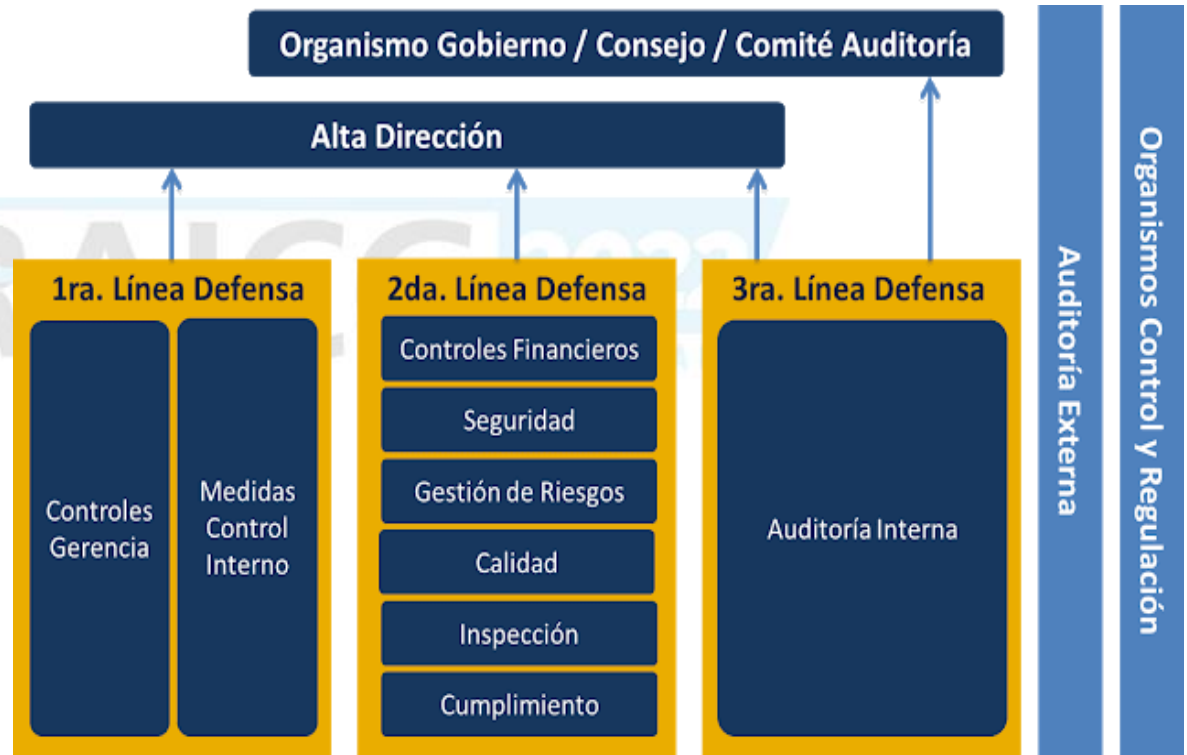 Organismo Gobierno / Consejo / Comité Auditoría
Alta Dirección
1ra. Línea Defensa
Controles
Gerencia
Medidas
Control
Interno
2da. Línea Defensa
Controles Financieros
Seguridad
Gestión de Riesgos
Calidad
Inspección
Cumplimiento
3ra. Línea Defensa
Auditoría Interna
Auditoría Externa
Organismos Control y Regulación